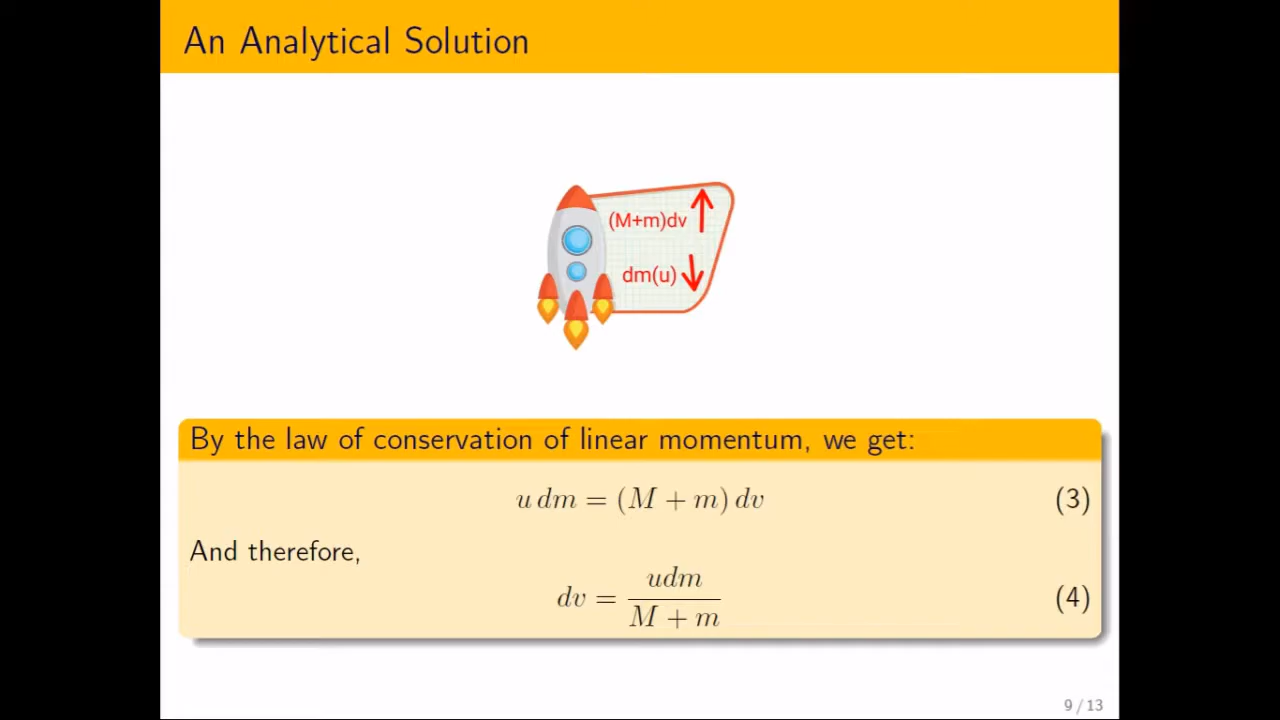 An Analytical Solution
(M+m)dv
dm(u)
By the law of conservation of linear momentum, we get:
u dm = (M + m) dv (3)
And therefore,
dv = \frac{udm}{M + m} (4)
9 / 13